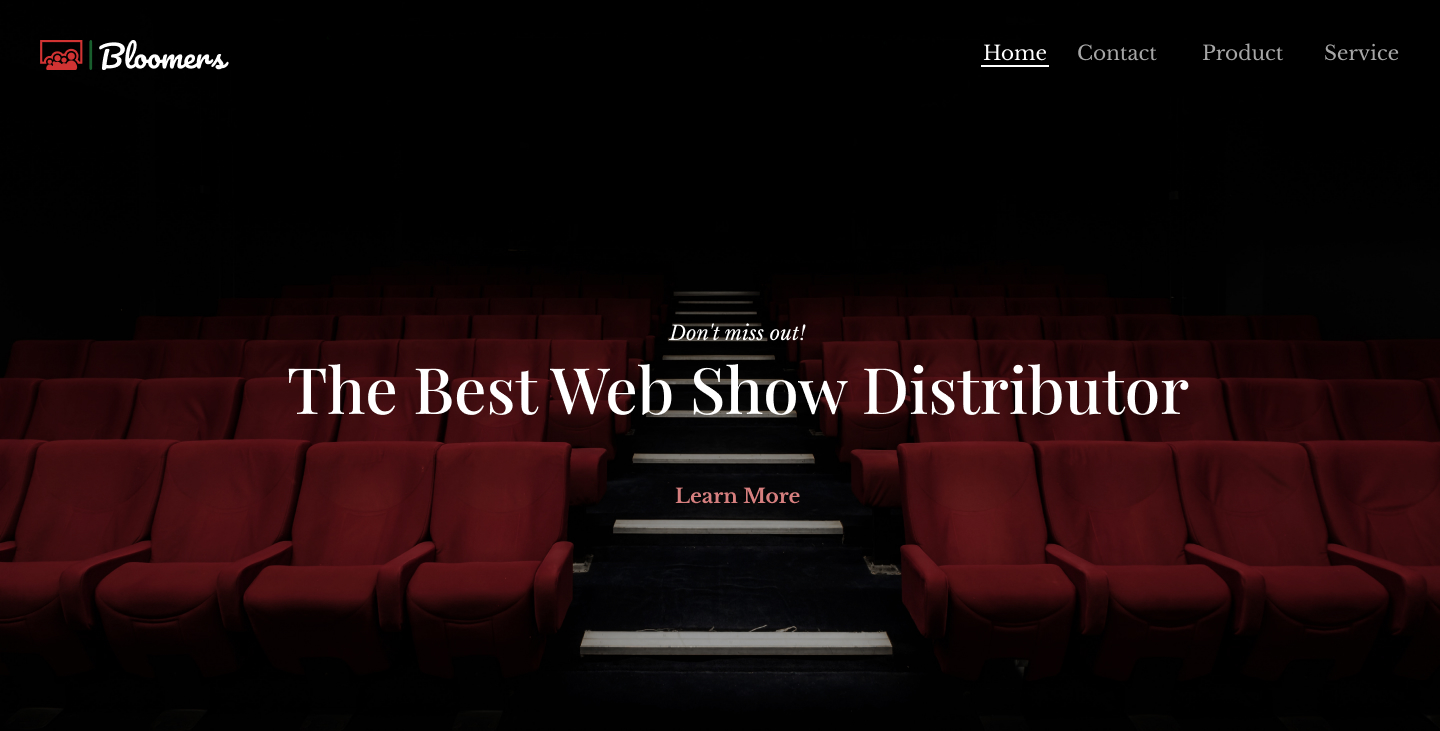 Bloomers
Home Contact Product Service
Don't miss out!
The Best Web Show Distributor
Learn More